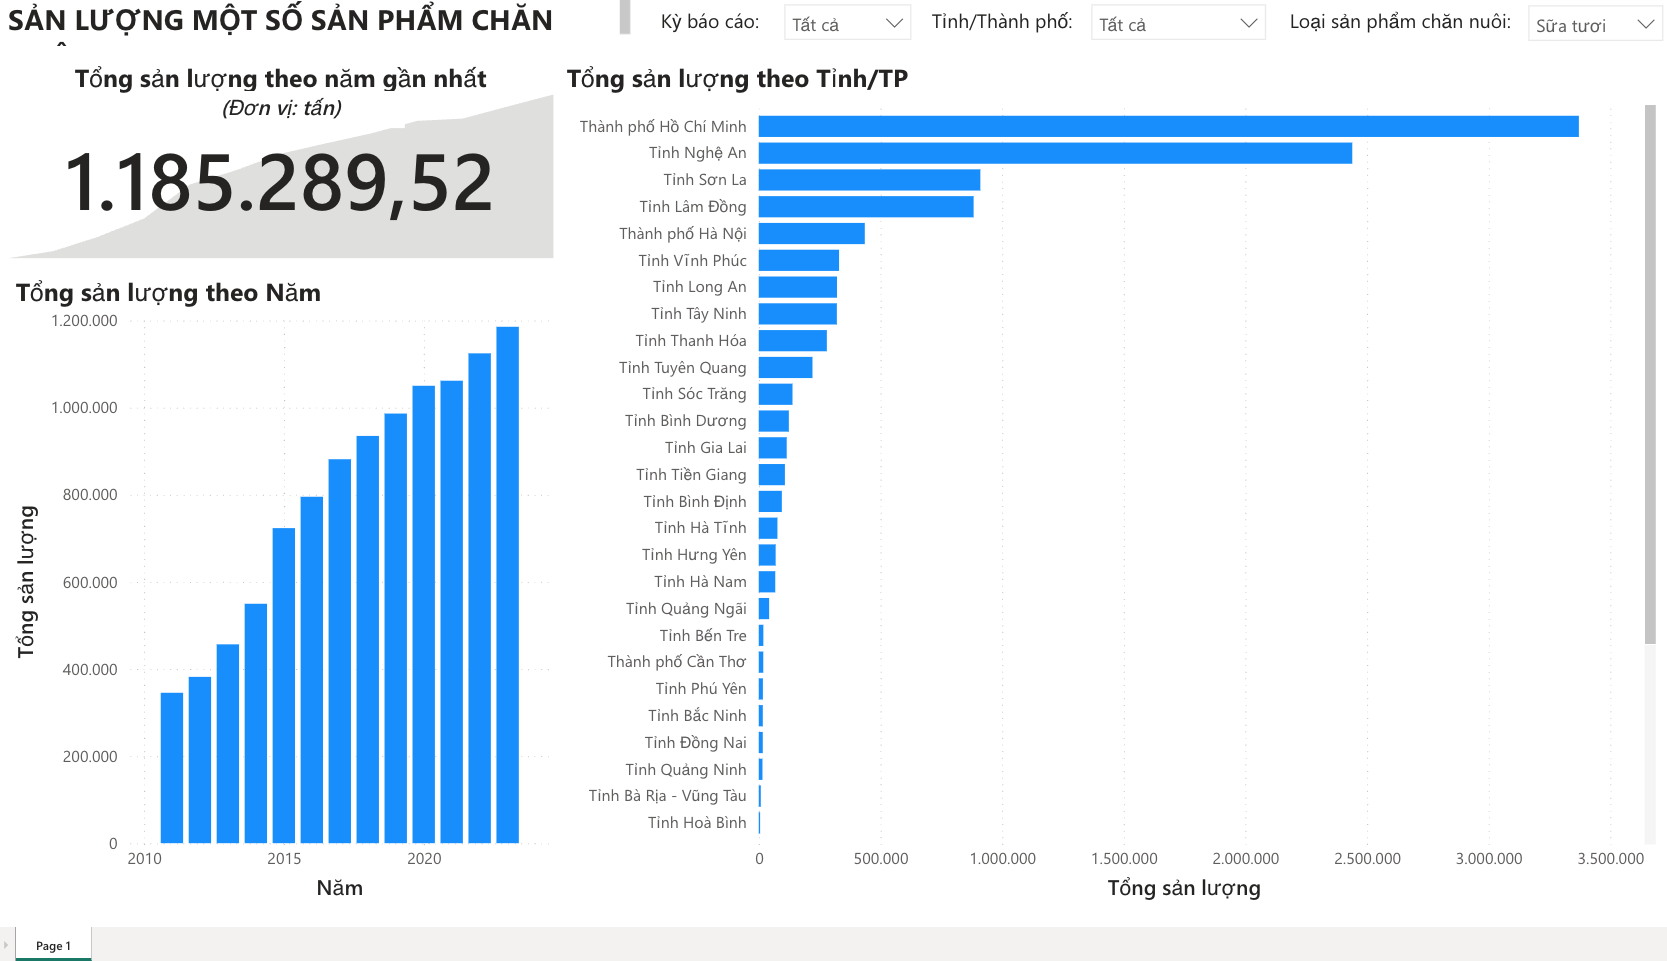 SẢN LƯỢNG MỘT SỐ SẢN PHẨM CHĂN
Kỳ báo cáo:
Tất cả
Tỉnh/Thành phố:
Tất cả
Loại sản phẩm chăn nuôi:
Sữa tươi
Tổng sản lượng theo năm gần nhất
(Đơn vị: tấn)
1.185.289,52
Tổng sản lượng theo Năm
1.200.000
1.000.000
800.000
600.000
400.000
200.000
0
Tổng sản lượng
2010
2015
2020
Năm
Tổng sản lượng theo Tỉnh/TP
Thành phố Hồ Chí Minh
Tỉnh Nghệ An
Tỉnh Sơn La
Tỉnh Lâm Đồng
Thành phố Hà Nội
Tỉnh Vĩnh Phúc
Tỉnh Long An
Tỉnh Tây Ninh
Tỉnh Thanh Hóa
Tỉnh Tuyên Quang
Tỉnh Sóc Trăng
Tỉnh Bình Dương
Tỉnh Gia Lai
Tỉnh Tiền Giang
Tỉnh Bình Định
Tỉnh Hà Tĩnh
Tỉnh Hưng Yên
Tỉnh Hà Nam
Tỉnh Quảng Ngãi
Tỉnh Bến Tre
Thành phố Cần Thơ
Tỉnh Phú Yên
Tỉnh Bắc Ninh
Tỉnh Đồng Nai
Tỉnh Quảng Ninh
Tỉnh Bà Rịa - Vũng Tàu
Tỉnh Hoà Bình
0
500.000
1.000.000
1.500.000
2.000.000
2.500.000
3.000.000
3.500.000
Tổng sản lượng
Page 1